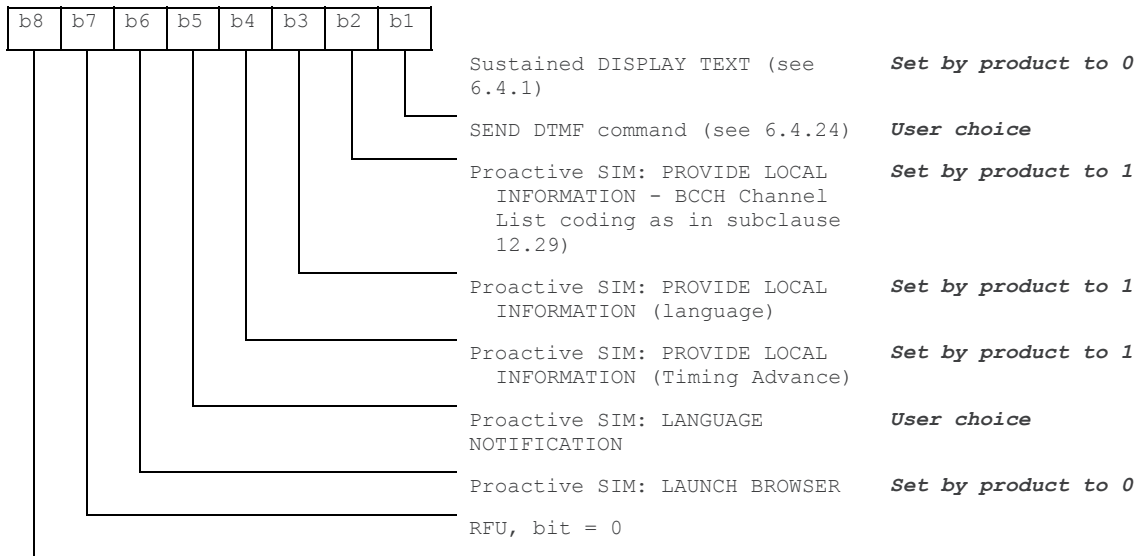 b8 b7 b6 b5 b4 b3 b2 b1
Sustained DISPLAY TEXT (see Set by product to 0
6.4.1)
SEND DTMF command (see 6.4.24) User choice
Proactive SIM: PROVIDE LOCAL Set by product to 1
INFORMATION - BCCH Channel
List coding as in subclause
12.29)
Proactive SIM: PROVIDE LOCAL Set by product to 1
INFORMATION (language)
Proactive SIM: PROVIDE LOCAL Set by product to 1
INFORMATION (Timing Advance)
Proactive SIM: LANGUAGE User choice
NOTIFICATION
Proactive SIM: LAUNCH BROWSER Set by product to 0
RFU, bit = 0